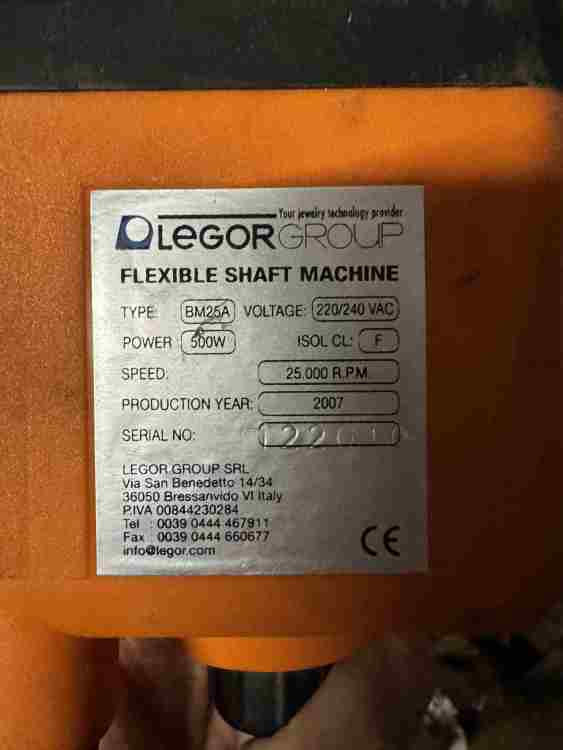 Your jewelry technology provider
LEGOR GROUP
FLEXIBLE SHAFT MACHINE
TYPE: BM25A VOLTAGE: 220/240 VAC
POWER : 500W ISOL CL: F
SPEED: 25.000 R.P.M.
PRODUCTION YEAR: 2007
SERIAL NO:
LEGOR GROUP SRL
Via San Benedetto 14/34
36050 Bressanvido VI Italy
P.IVA 00844230284
Tel : 0039 0444 467911
Fax : 0039 0444 660677
info@legor.com
CE